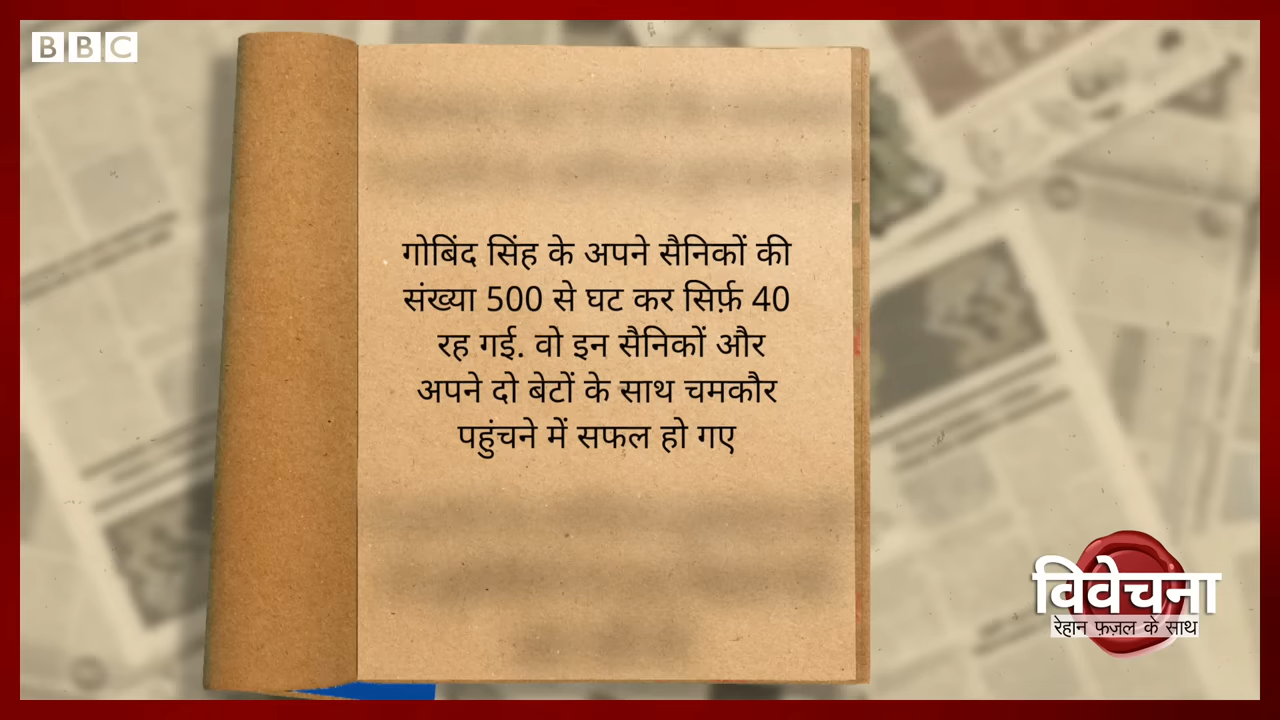 BBC
गोबिंद सिंह के अपने सैनिकों की
संख्या 500 से घट कर सिर्फ़ 40
रह गई. वो इन सैनिकों और
अपने दो बेटों के साथ चमकौर
पहुंचने में सफल हो गए
विवेचना
रेहान फ़ज़ल के साथ